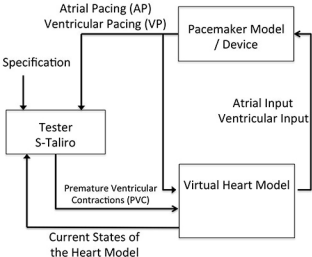 Atrial Pacing (AP)
Ventricular Pacing (VP)
Pacemaker Model
/ Device
Specification
Atrial Input
Ventricular Input
Tester
S-Taliro
Premature Ventricular
Contractions (PVC)
Virtual Heart Model
Current States of
the Heart Model